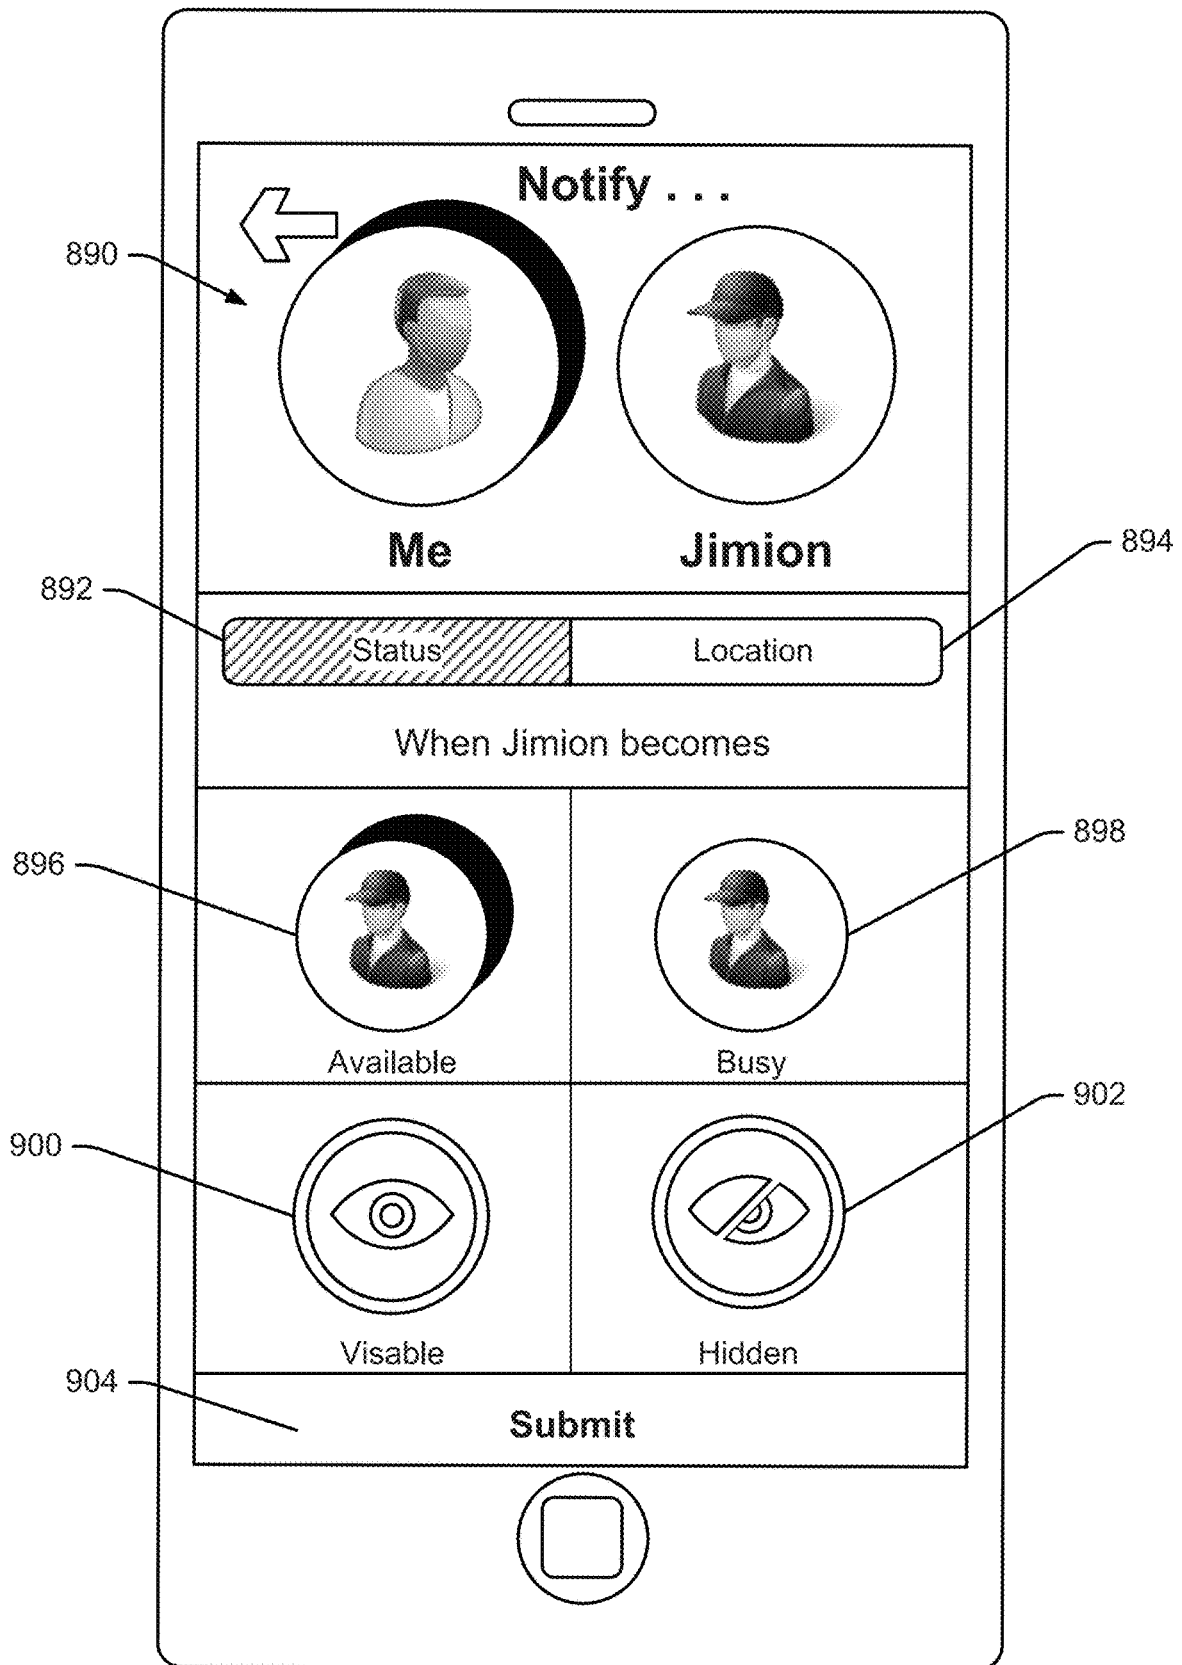 Notify . . .
890
Me Jimion
894
892
Status Location
When Jimion becomes
896
898
Available Busy
900
902
Visable Hidden
904
Submit